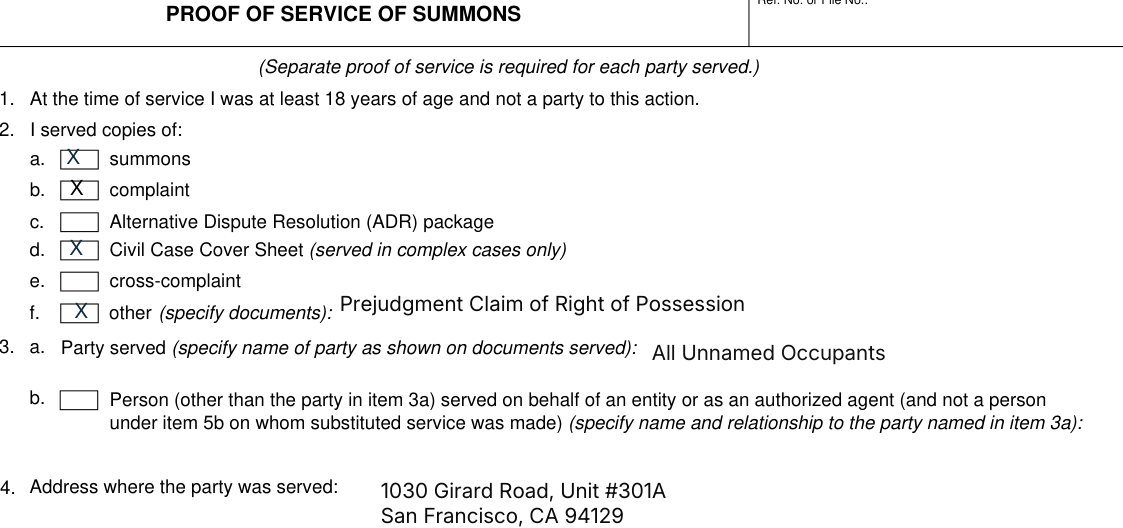 PROOF OF SERVICE OF SUMMONS
Ref. No. or File No.:
(Separate proof of service is required for each party served.)
1. At the time of service I was at least 18 years of age and not a party to this action.
2. I served copies of:
a. X summons
b. X complaint
c. Alternative Dispute Resolution (ADR) package
d. X Civil Case Cover Sheet (served in complex cases only)
e. cross-complaint
f. X other (specify documents): Prejudgment Claim of Right of Possession
3. a. Party served (specify name of party as shown on documents served): All Unnamed Occupants
b. Person (other than the party in item 3a) served on behalf of an entity or as an authorized agent (and not a person
under item 5b on whom substituted service was made) (specify name and relationship to the party named in item 3a):
4. Address where the party was served: 1030 Girard Road, Unit #301A
San Francisco, CA 94129